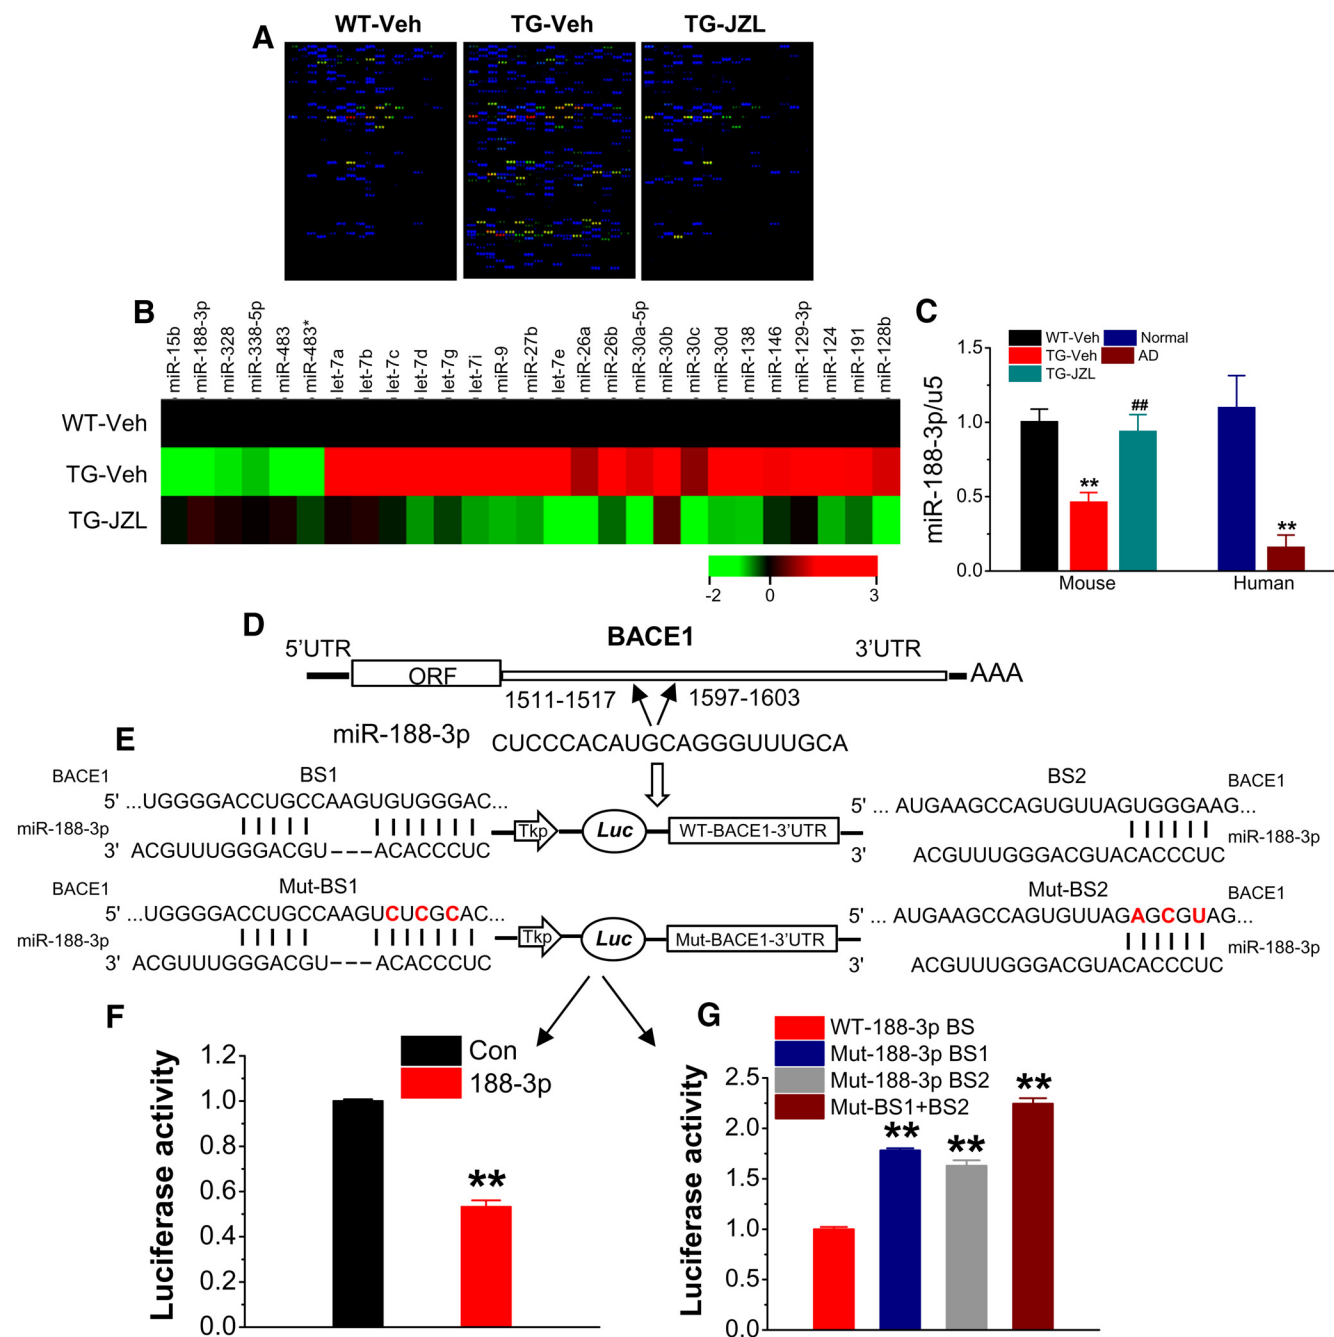 A
WT-Veh TG-Veh TG-JZL
B
miR-15b miR-188-3p miR-328 miR-338-5p miR-483 miR-483* let-7a let-7b let-7c let-7d let-7g let-7i miR-9 miR-27b let-7e miR-26a miR-26b miR-30a-5p miR-30b miR-30c miR-30d miR-138 miR-146 miR-129-3p miR-124 miR-191 miR-128b
WT-Veh
TG-Veh
TG-JZL
-2 0 3
C
WT-Veh Normal
TG-Veh AD
TG-JZL
miR-188-3p/u5
1.5
1.0
0.5
0.0
** ## **
Mouse Human
D
BACE1
5'UTR 3'UTR
ORF AAA
1511-1517 1597-1603
miR-188-3p CUCCCACAUGCAGGGUUUGCA
E
BACE1 BS1
5' ...UGGGGACCUGCCAAGUGUGGGAC...
miR-188-3p
3' ACGUUUGGGACGU---ACACCCUC
Tkp Luc WT-BACE1-3'UTR
BS2 BACE1
5' ... AUGAAGCCAGUGUUAGUGGGAAG...
miR-188-3p
3' ACGUUUGGGACGUACACCCUC
BACE1 Mut-BS1
5' ...UGGGGACCUGCCAAGUCUCGCAC...
miR-188-3p
3' ACGUUUGGGACGU---ACACCCUC
Tkp Luc Mut-BACE1-3'UTR
Mut-BS2 BACE1
5' ... AUGAAGCCAGUGUUAGAGCGUAG...
miR-188-3p
3' ACGUUUGGGACGUACACCCUC
F
Con
188-3p
Luciferase activity
1.2
1.0
0.8
0.6
0.4
0.2
0.0
**
G
WT-188-3p BS
Mut-188-3p BS1
Mut-188-3p BS2
Mut-BS1+BS2
Luciferase activity
2.5
2.0
1.5
1.0
0.5
0.0
** ** **